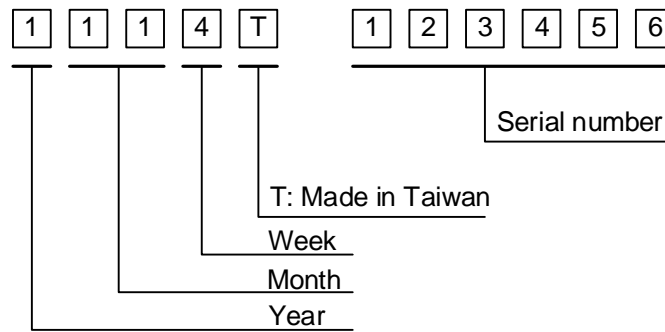 1 1 1 4 T 1 2 3 4 5 6
Serial number
T: Made in Taiwan
Week
Month
Year